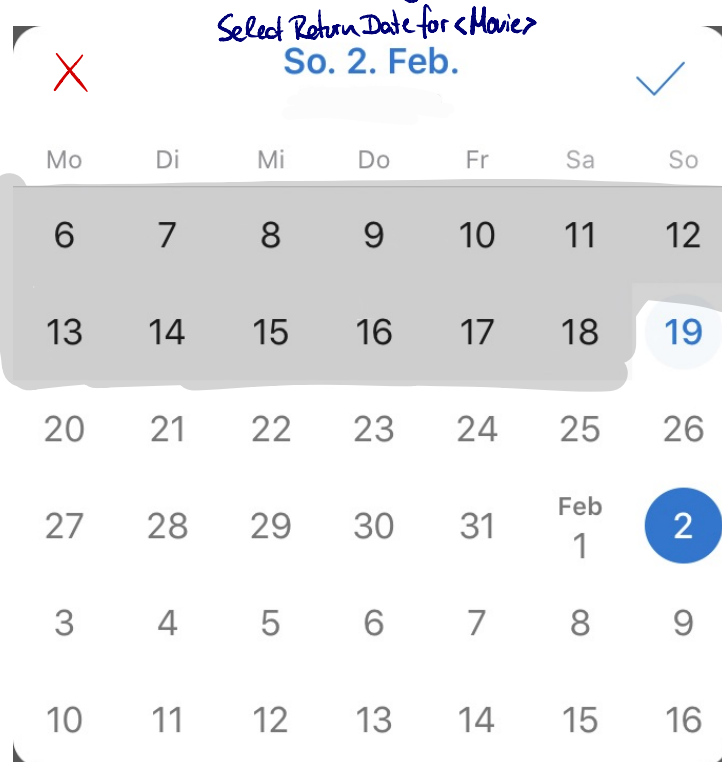 Select Return Date for <Movie>
So. 2. Feb.
Mo Di Mi Do Fr Sa So
6 7 8 9 10 11 12
13 14 15 16 17 18 19
20 21 22 23 24 25 26
27 28 29 30 31 Feb 1 2
3 4 5 6 7 8 9
10 11 12 13 14 15 16